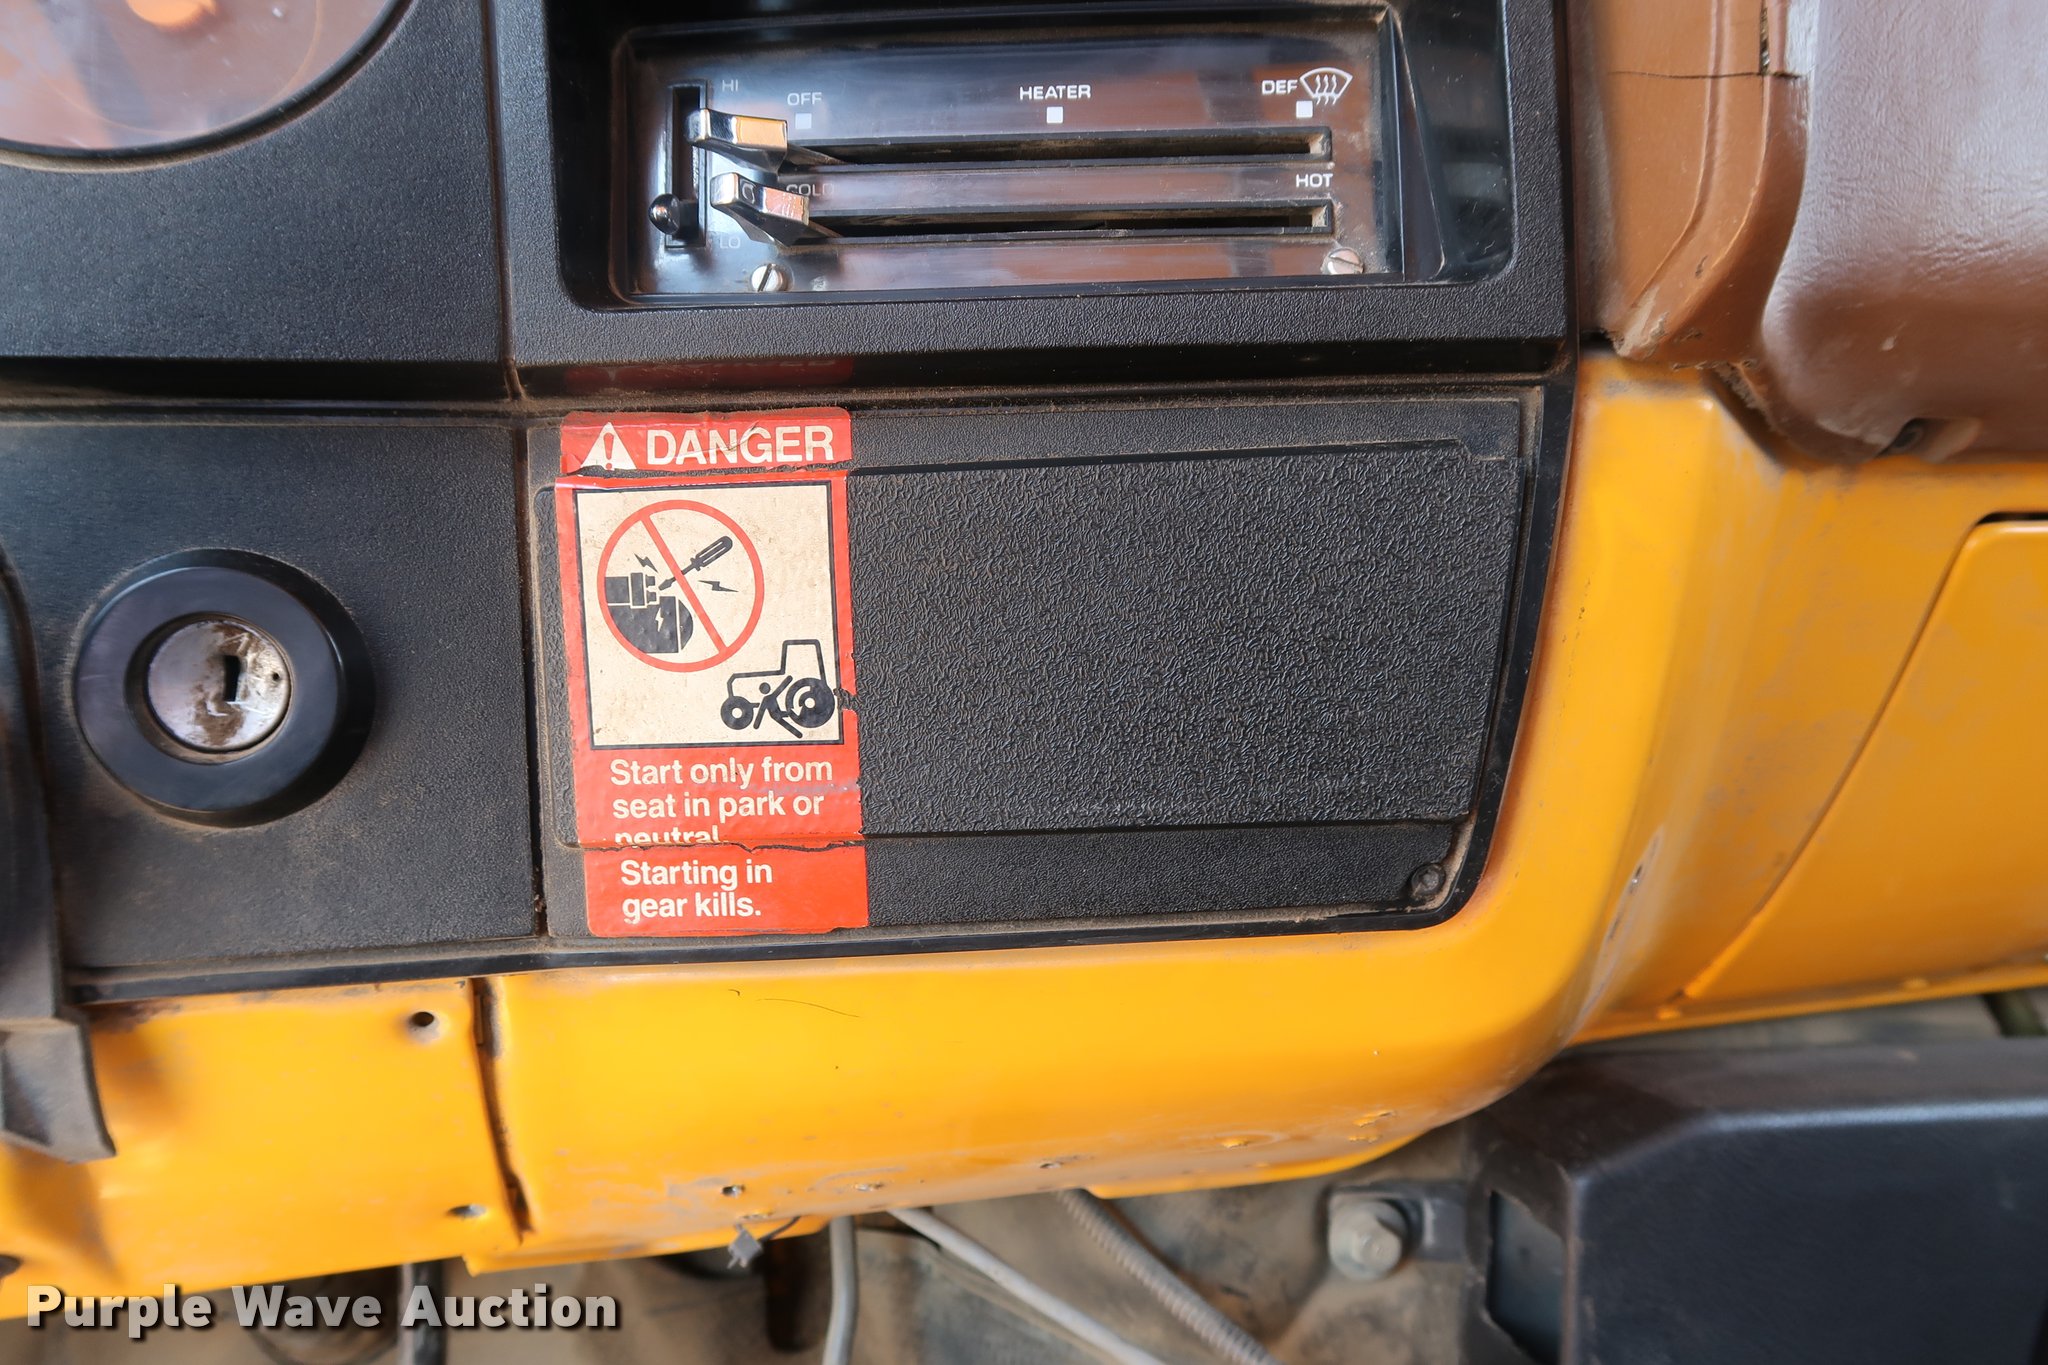 HI
OFF
HEATER
DEF
COLD
HOT
LO
DANGER
Start only from
seat in park or
neutral.
Starting in
gear kills.
Purple Wave Auction